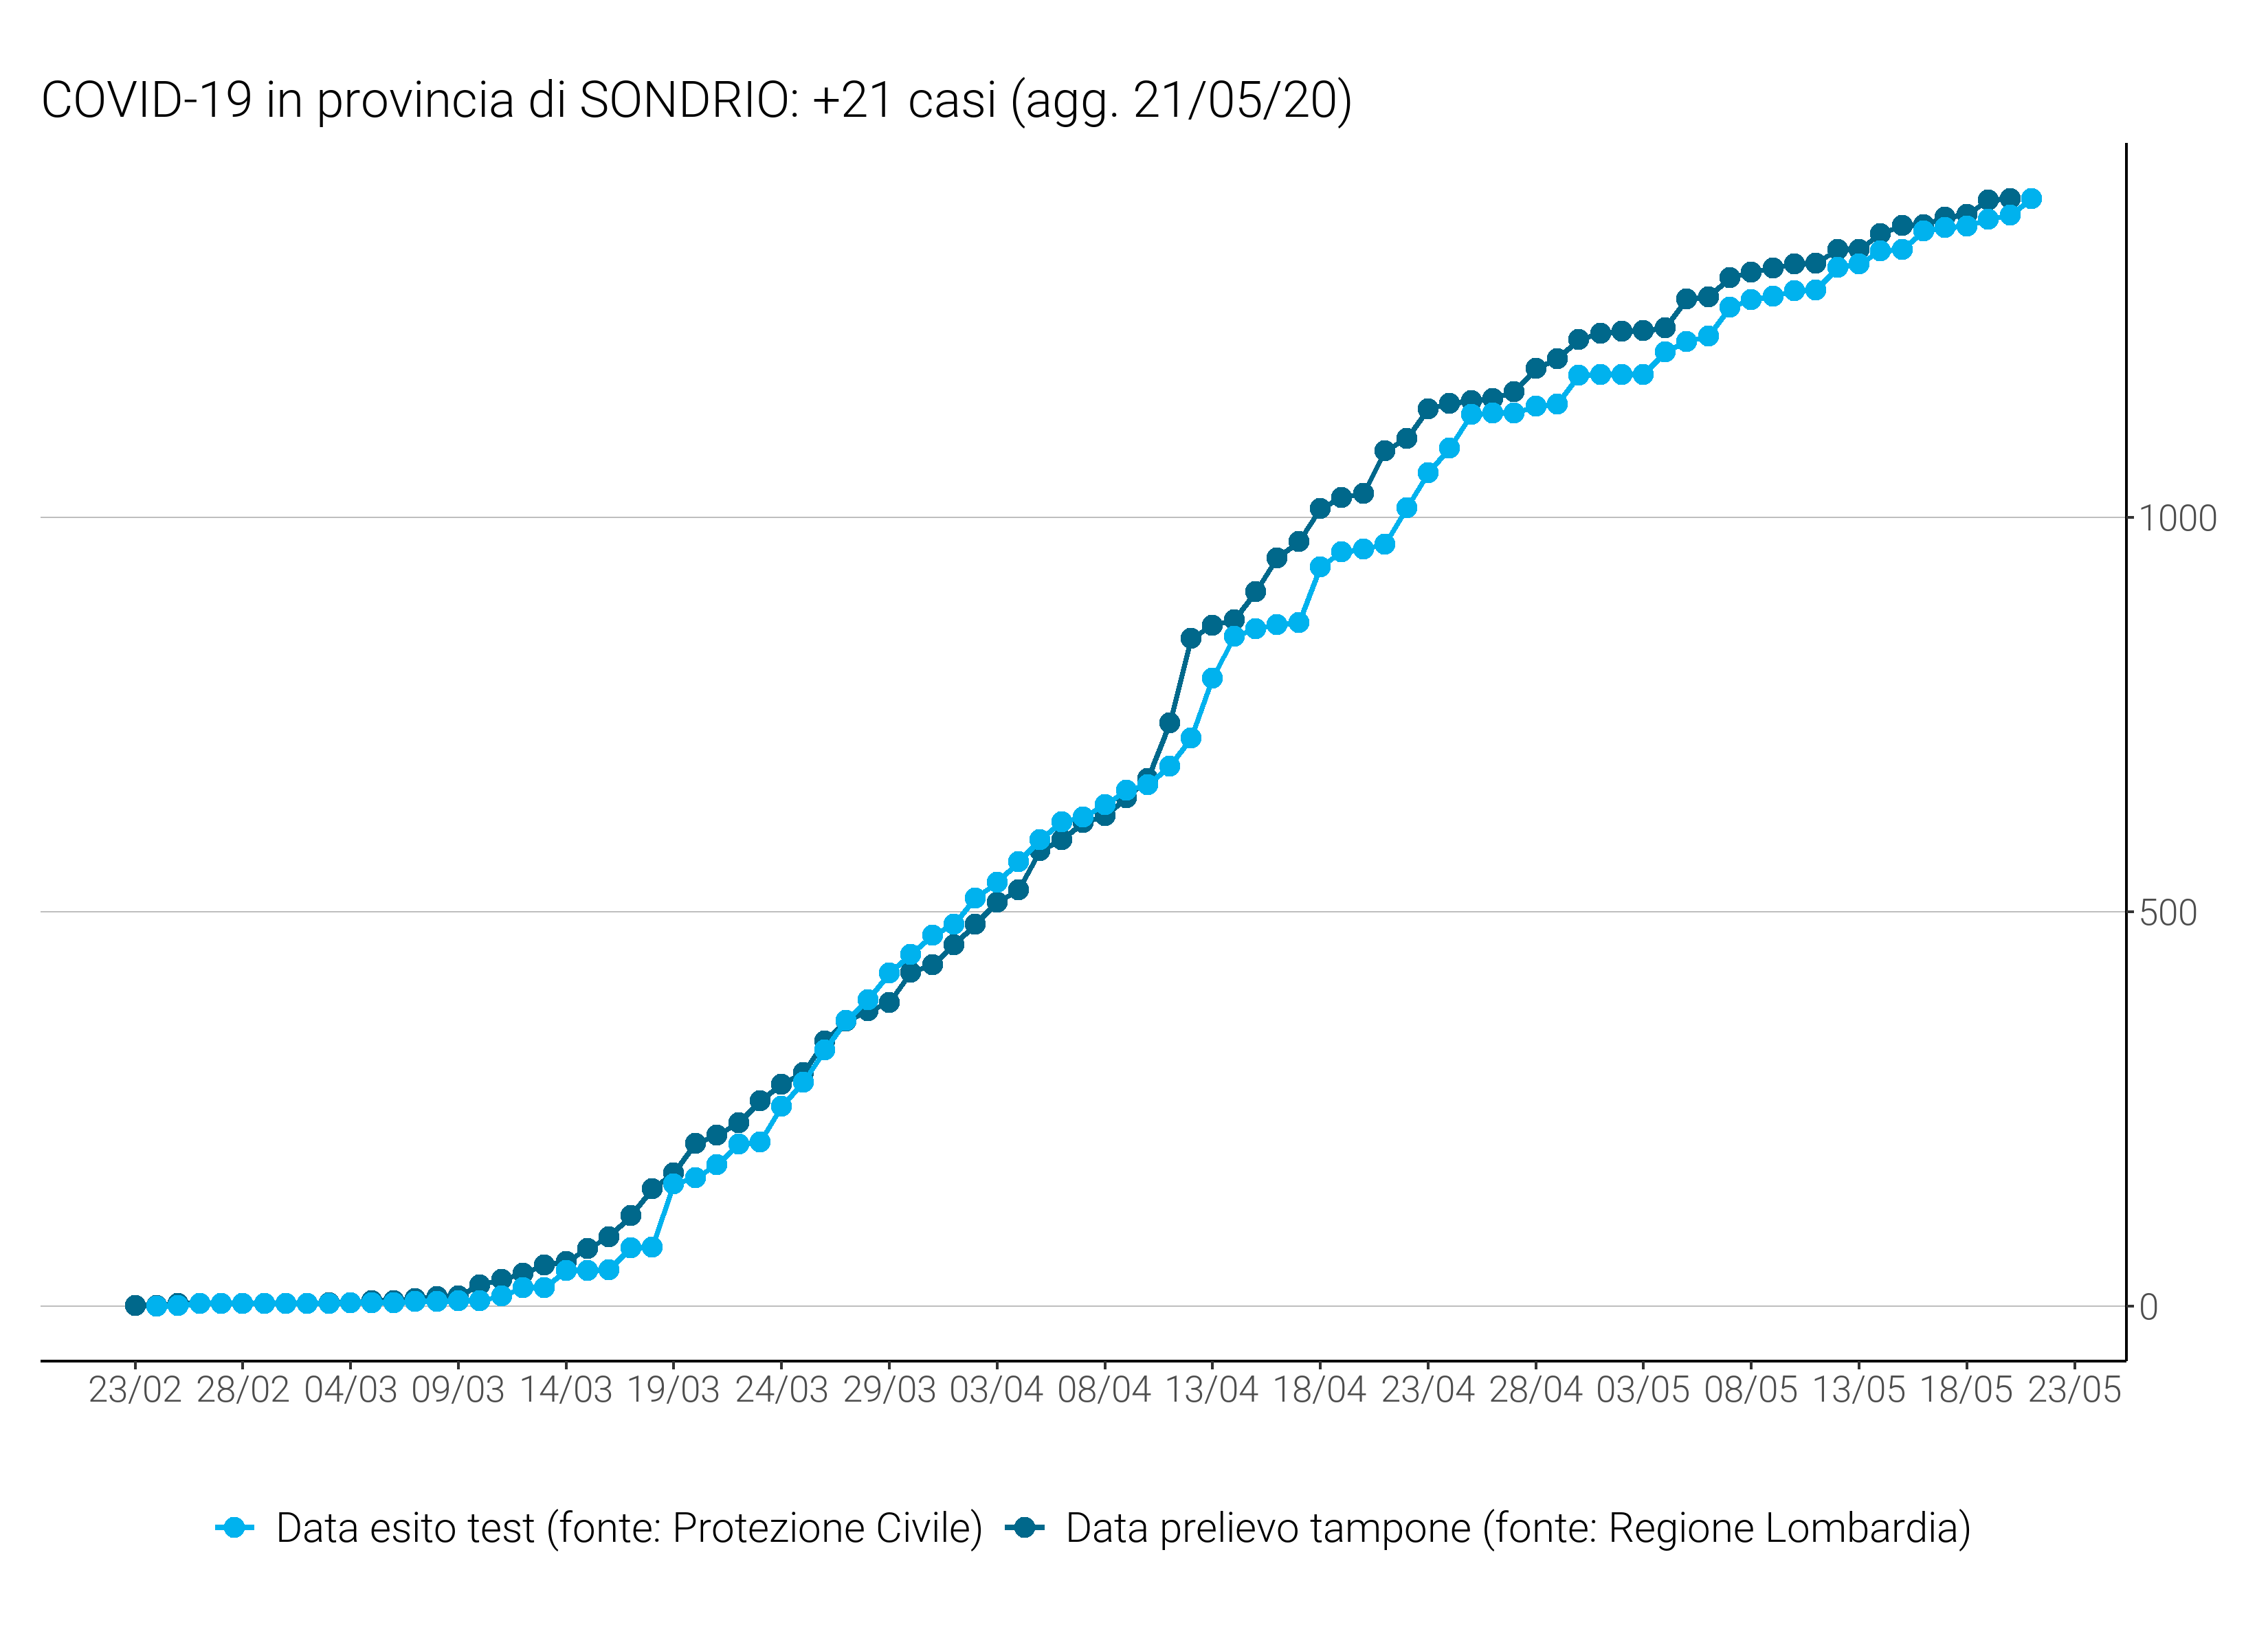 COVID-19 in provincia di SONDRIO: +21 casi (agg. 21/05/20)
1000
500
0
23/02 28/02 04/03 09/03 14/03 19/03 24/03 29/03 03/04 08/04 13/04 18/04 23/04 28/04 03/05 08/05 13/05 18/05 23/05
Data esito test (fonte: Protezione Civile) Data prelievo tampone (fonte: Regione Lombardia)